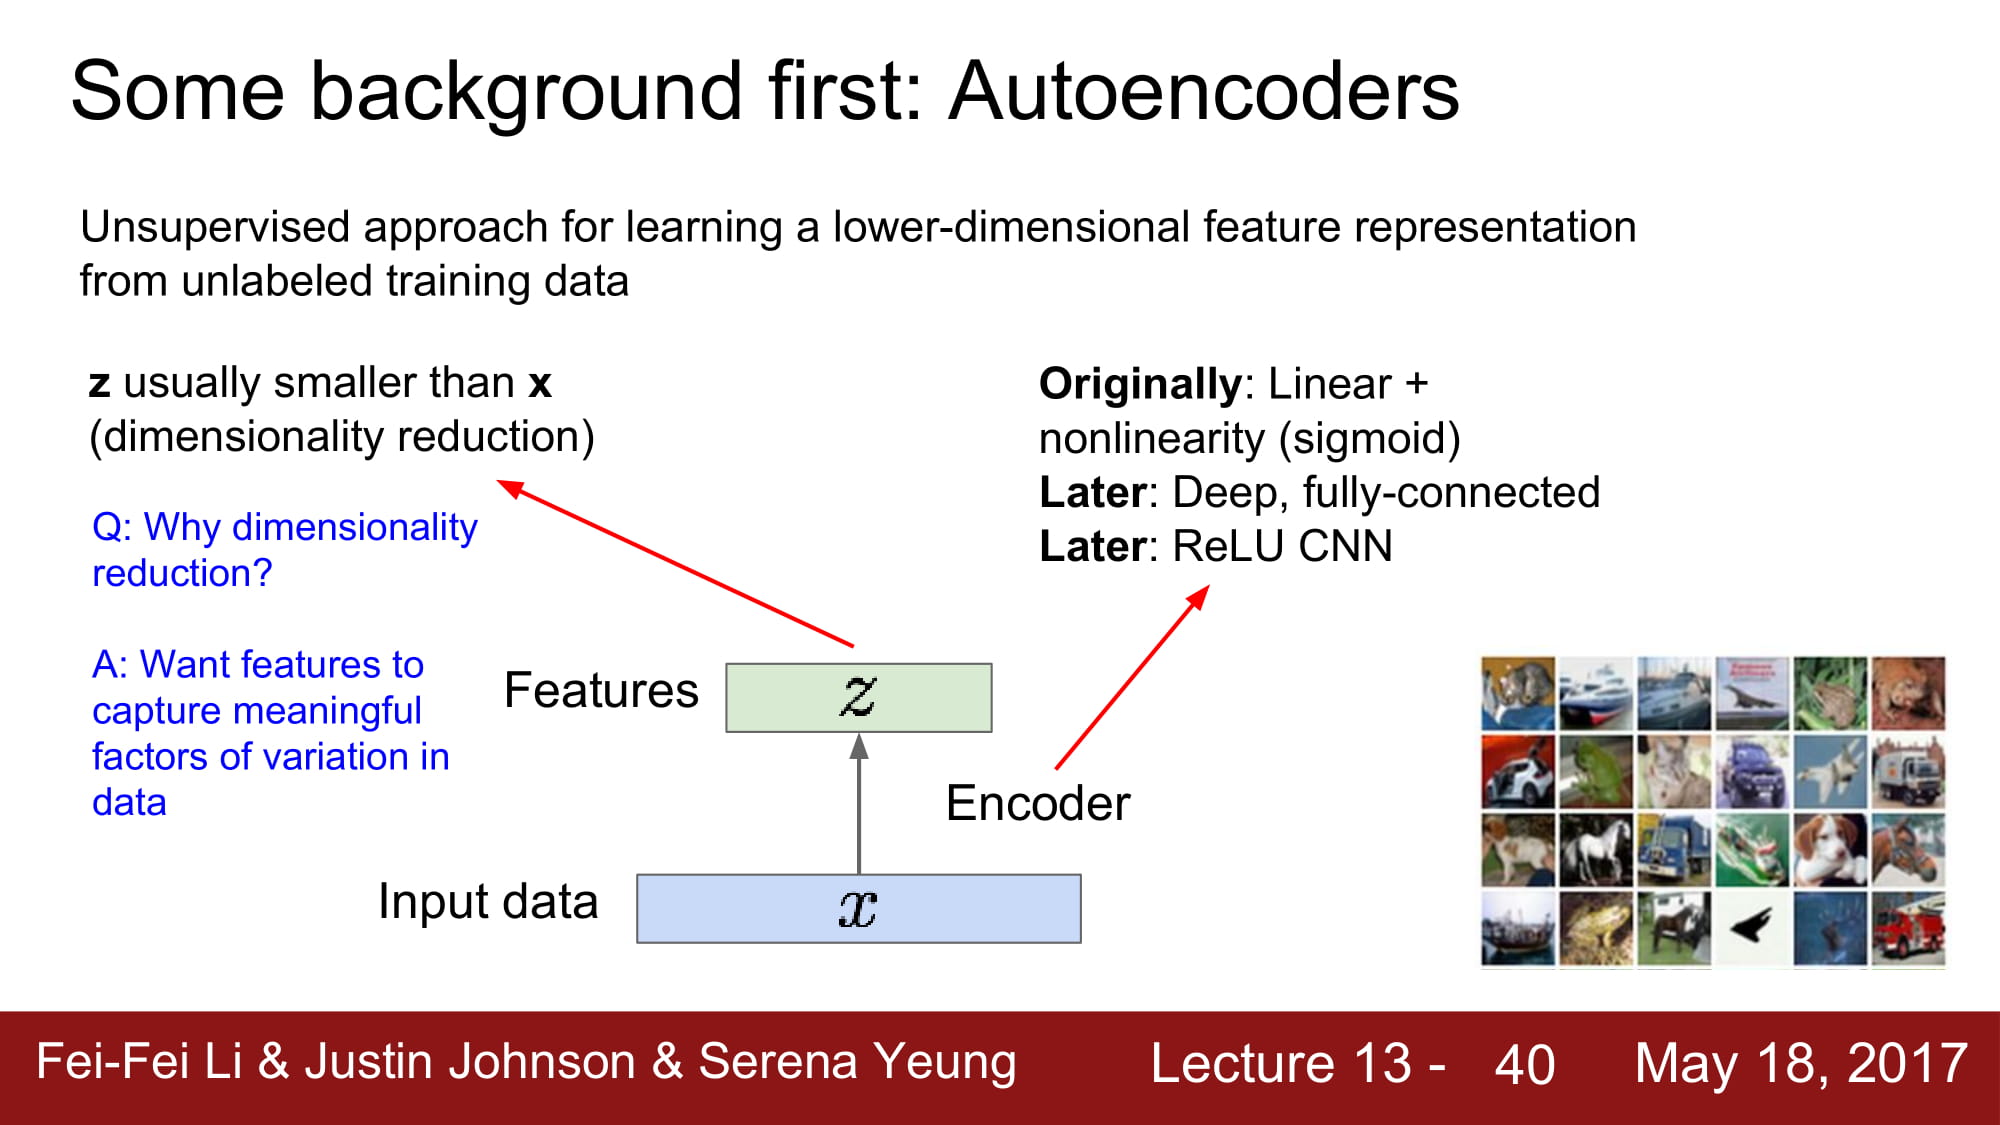 Some background first: Autoencoders
Unsupervised approach for learning a lower-dimensional feature representation
from unlabeled training data
z usually smaller than x
(dimensionality reduction)
Q: Why dimensionality
reduction?
A: Want features to
capture meaningful
factors of variation in
data
Originally: Linear +
nonlinearity (sigmoid)
Later: Deep, fully-connected
Later: ReLU CNN
Features
z
Encoder
Input data
x
Fei-Fei Li & Justin Johnson & Serena Yeung
Lecture 13 - 40
May 18, 2017